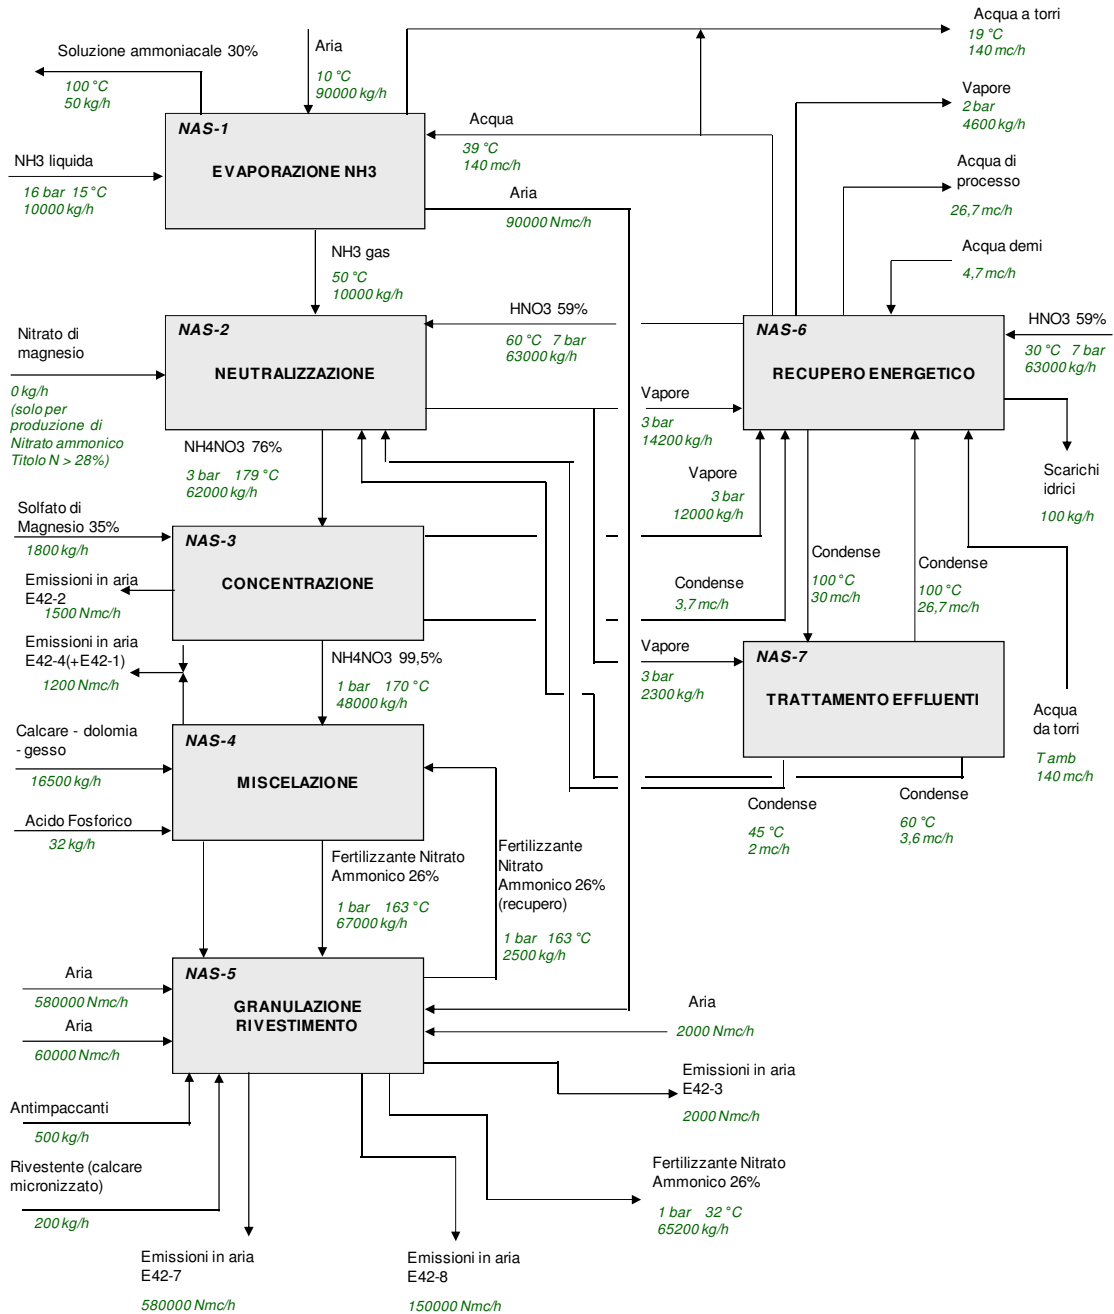 Soluzione ammoniacale 30%
100 °C
50 kg/h
Aria
10 °C
90000 kg/h
Acqua a torri
19 °C
140 mc/h
Vapore
2 bar
4600 kg/h
NAS-1
EVAPORAZIONE NH3
NH3 liquida
16 bar 15 °C
10000 kg/h
Acqua
39 °C
140 mc/h
Aria
90000 Nmc/h
Acqua di
processo
26,7 mc/h
Acqua demi
4,7 mc/h
NH3 gas
50 °C
10000 kg/h
NAS-2
NEUTRALIZZAZIONE
Nitrato di
magnesio
0 kg/h
(solo per
produzione di
Nitrato ammonico
Titolo N > 28%)
HNO3 59%
60 °C 7 bar
63000 kg/h
NAS-6
RECUPERO ENERGETICO
HNO3 59%
30 °C 7 bar
63000 kg/h
Vapore
3 bar
14200 kg/h
NH4NO3 76%
3 bar 179 °C
62000 kg/h
Vapore
3 bar
12000 kg/h
Scarichi
idrici
100 kg/h
Solfato di
Magnesio 35%
1800 kg/h
NAS-3
CONCENTRAZIONE
Emissioni in aria
E42-2
1500 Nmc/h
Condense
3,7 mc/h
Condense
100 °C
30 mc/h
Condense
100 °C
26,7 mc/h
Emissioni in aria
E42-4(+E42-1)
1200 Nmc/h
NH4NO3 99,5%
1 bar 170 °C
48000 kg/h
Vapore
3 bar
2300 kg/h
NAS-7
TRATTAMENTO EFFLUENTI
Acqua
da torri
T amb
140 mc/h
Calcare - dolomia
- gesso
16500 kg/h
NAS-4
MISCELAZIONE
Acido Fosforico
32 kg/h
Condense
45 °C
2 mc/h
Condense
60 °C
3,6 mc/h
Fertilizzante Nitrato
Ammonico 26%
1 bar 163 °C
67000 kg/h
Fertilizzante
Nitrato
Ammonico 26%
(recupero)
1 bar 163 °C
2500 kg/h
NAS-5
GRANULAZIONE
RIVESTIMENTO
Aria
580000 Nmc/h
Aria
60000 Nmc/h
Aria
2000 Nmc/h
Emissioni in aria
E42-3
2000 Nmc/h
Antimpaccanti
500 kg/h
Rivestente (calcare
micronizzato)
200 kg/h
Fertilizzante Nitrato
Ammonico 26%
1 bar 32 °C
65200 kg/h
Emissioni in aria
E42-7
580000 Nmc/h
Emissioni in aria
E42-8
150000 Nmc/h